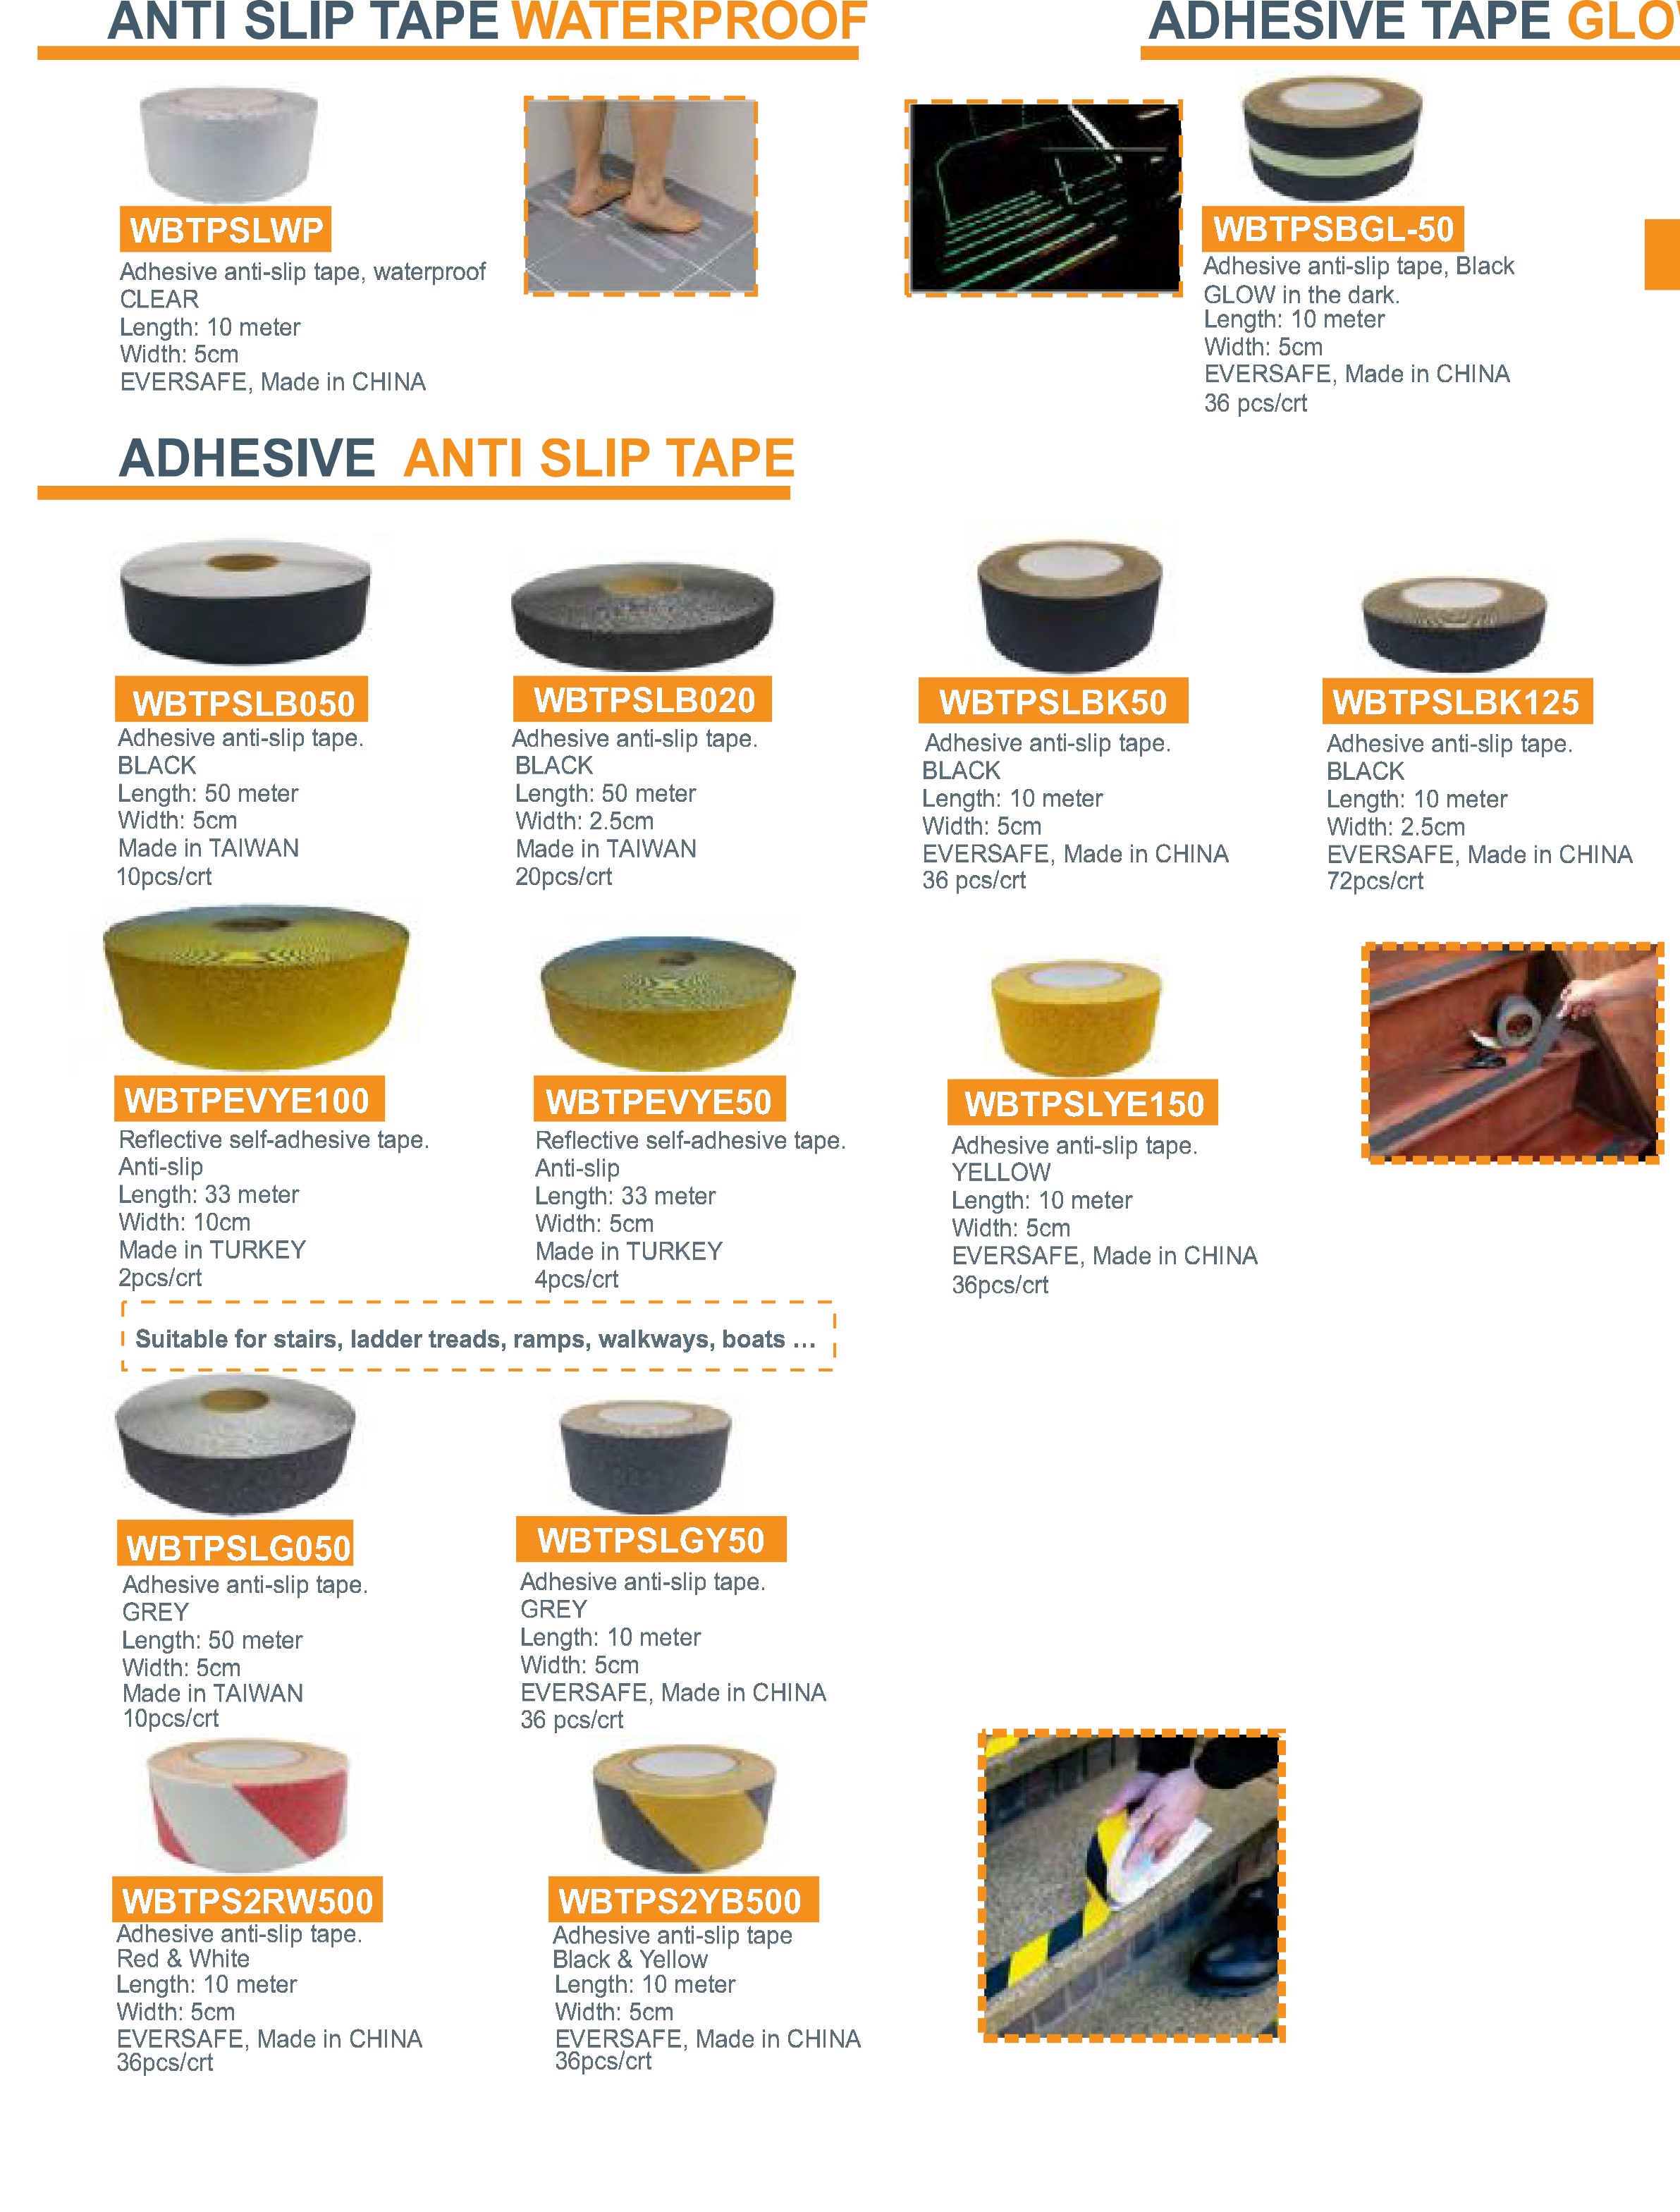 ANTI SLIP TAPE WATERPROOF
WBTPSLWP
Adhesive anti-slip tape, waterproof
CLEAR
Length: 10 meter
Width: 5cm
EVERSAFE, Made in CHINA
ADHESIVE TAPE GLO
WBTPSBGL-50
Adhesive anti-slip tape, Black
GLOW in the dark.
Length: 10 meter
Width: 5cm
EVERSAFE, Made in CHINA
36 pcs/crt
ADHESIVE ANTI SLIP TAPE
WBTPSLB050
Adhesive anti-slip tape.
BLACK
Length: 50 meter
Width: 5cm
Made in TAIWAN
10pcs/crt
WBTPSLB020
Adhesive anti-slip tape.
BLACK
Length: 50 meter
Width: 2.5cm
Made in TAIWAN
20pcs/crt
WBTPSLBK50
Adhesive anti-slip tape.
BLACK
Length: 10 meter
Width: 5cm
EVERSAFE, Made in CHINA
36 pcs/crt
WBTPSLBK125
Adhesive anti-slip tape.
BLACK
Length: 10 meter
Width: 2.5cm
EVERSAFE, Made in CHINA
72pcs/crt
WBTPEVYE100
Reflective self-adhesive tape.
Anti-slip
Length: 33 meter
Width: 10cm
Made in TURKEY
2pcs/crt
WBTPEVYE50
Reflective self-adhesive tape.
Anti-slip
Length: 33 meter
Width: 5cm
Made in TURKEY
4pcs/crt
WBTPSLYE150
Adhesive anti-slip tape.
YELLOW
Length: 10 meter
Width: 5cm
EVERSAFE, Made in CHINA
36pcs/crt
Suitable for stairs, ladder treads, ramps, walkways, boats ...
WBTPSLG050
Adhesive anti-slip tape.
GREY
Length: 50 meter
Width: 5cm
Made in TAIWAN
10pcs/crt
WBTPSLGY50
Adhesive anti-slip tape.
GREY
Length: 10 meter
Width: 5cm
EVERSAFE, Made in CHINA
36 pcs/crt
WBTPS2RW500
Adhesive anti-slip tape.
Red & White
Length: 10 meter
Width: 5cm
EVERSAFE, Made in CHINA
36pcs/crt
WBTPS2YB500
Adhesive anti-slip tape
Black & Yellow
Length: 10 meter
Width: 5cm
EVERSAFE, Made in CHINA
36pcs/crt